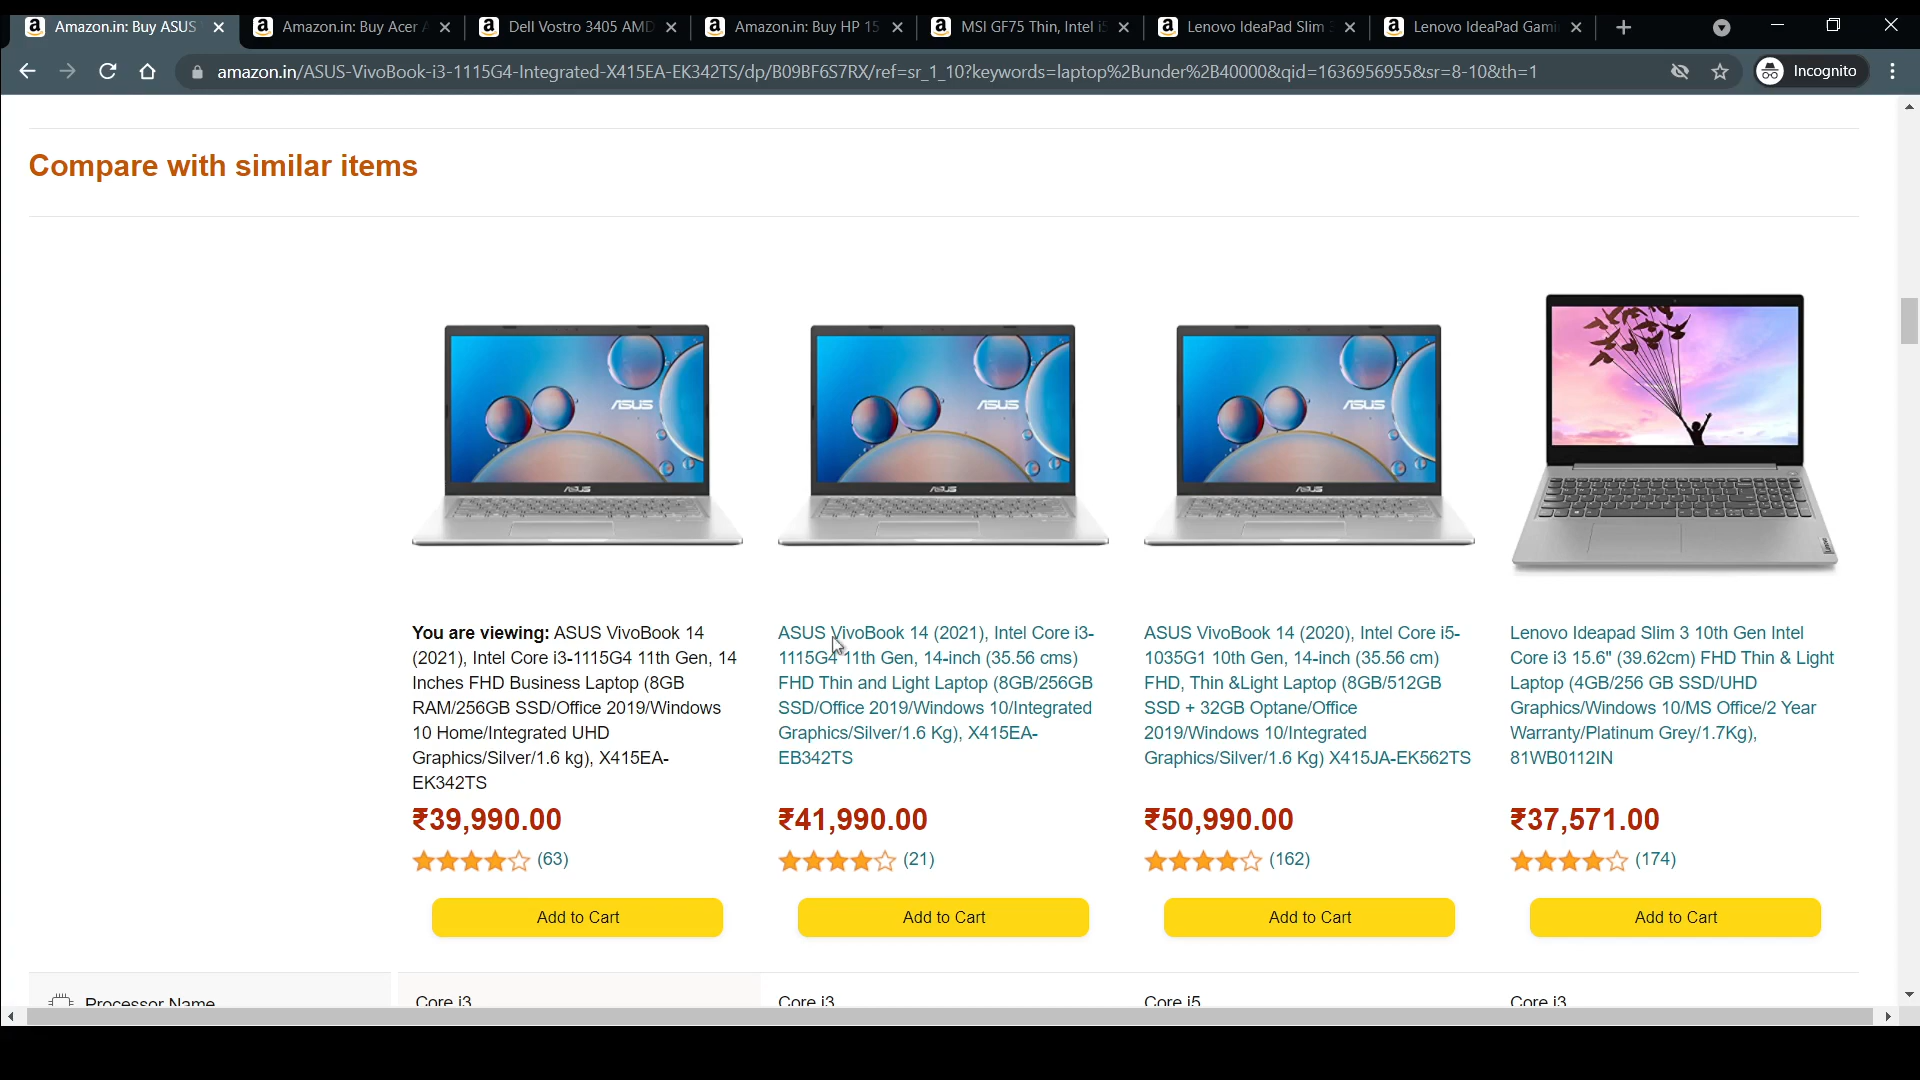 Amazon.in: Buy ASUS
Amazon.in: Buy Acer A
Dell Vostro 3405 AMD
Amazon.in: Buy HP 15
MSI GF75 Thin, Intel i5
Lenovo IdeaPad Slim 3
Lenovo IdeaPad Gami
amazon.in/ASUS-VivoBook-i3-1115G4-Integrated-X415EA-EK342TS/dp/B09BF6S7RX/ref=sr_1_10?keywords=laptop%2Bunder%2B40000&qid=1636956955&sr=8-10&th=1
Incognito
Compare with similar items
ASUS
ASUS
ASUS
ASUS
ASUS
ASUS
Lenovo
You are viewing: ASUS VivoBook 14
(2021), Intel Core i3-1115G4 11th Gen, 14
Inches FHD Business Laptop (8GB
RAM/256GB SSD/Office 2019/Windows
10 Home/Integrated UHD
Graphics/Silver/1.6 kg), X415EA-
EK342TS
₹39,990.00
(63)
Add to Cart
ASUS VivoBook 14 (2021), Intel Core i3-
1115G4 11th Gen, 14-inch (35.56 cms)
FHD Thin and Light Laptop (8GB/256GB
SSD/Office 2019/Windows 10/Integrated
Graphics/Silver/1.6 Kg), X415EA-
EB342TS
₹41,990.00
(21)
Add to Cart
ASUS VivoBook 14 (2020), Intel Core i5-
1035G1 10th Gen, 14-inch (35.56 cm)
FHD, Thin &Light Laptop (8GB/512GB
SSD + 32GB Optane/Office
2019/Windows 10/Integrated
Graphics/Silver/1.6 Kg) X415JA-EK562TS
₹50,990.00
(162)
Add to Cart
Lenovo Ideapad Slim 3 10th Gen Intel
Core i3 15.6" (39.62cm) FHD Thin & Light
Laptop (4GB/256 GB SSD/UHD
Graphics/Windows 10/MS Office/2 Year
Warranty/Platinum Grey/1.7Kg),
81WB0112IN
₹37,571.00
(174)
Add to Cart
Processor Name
Core i3
Core i3
Core i5
Core i3